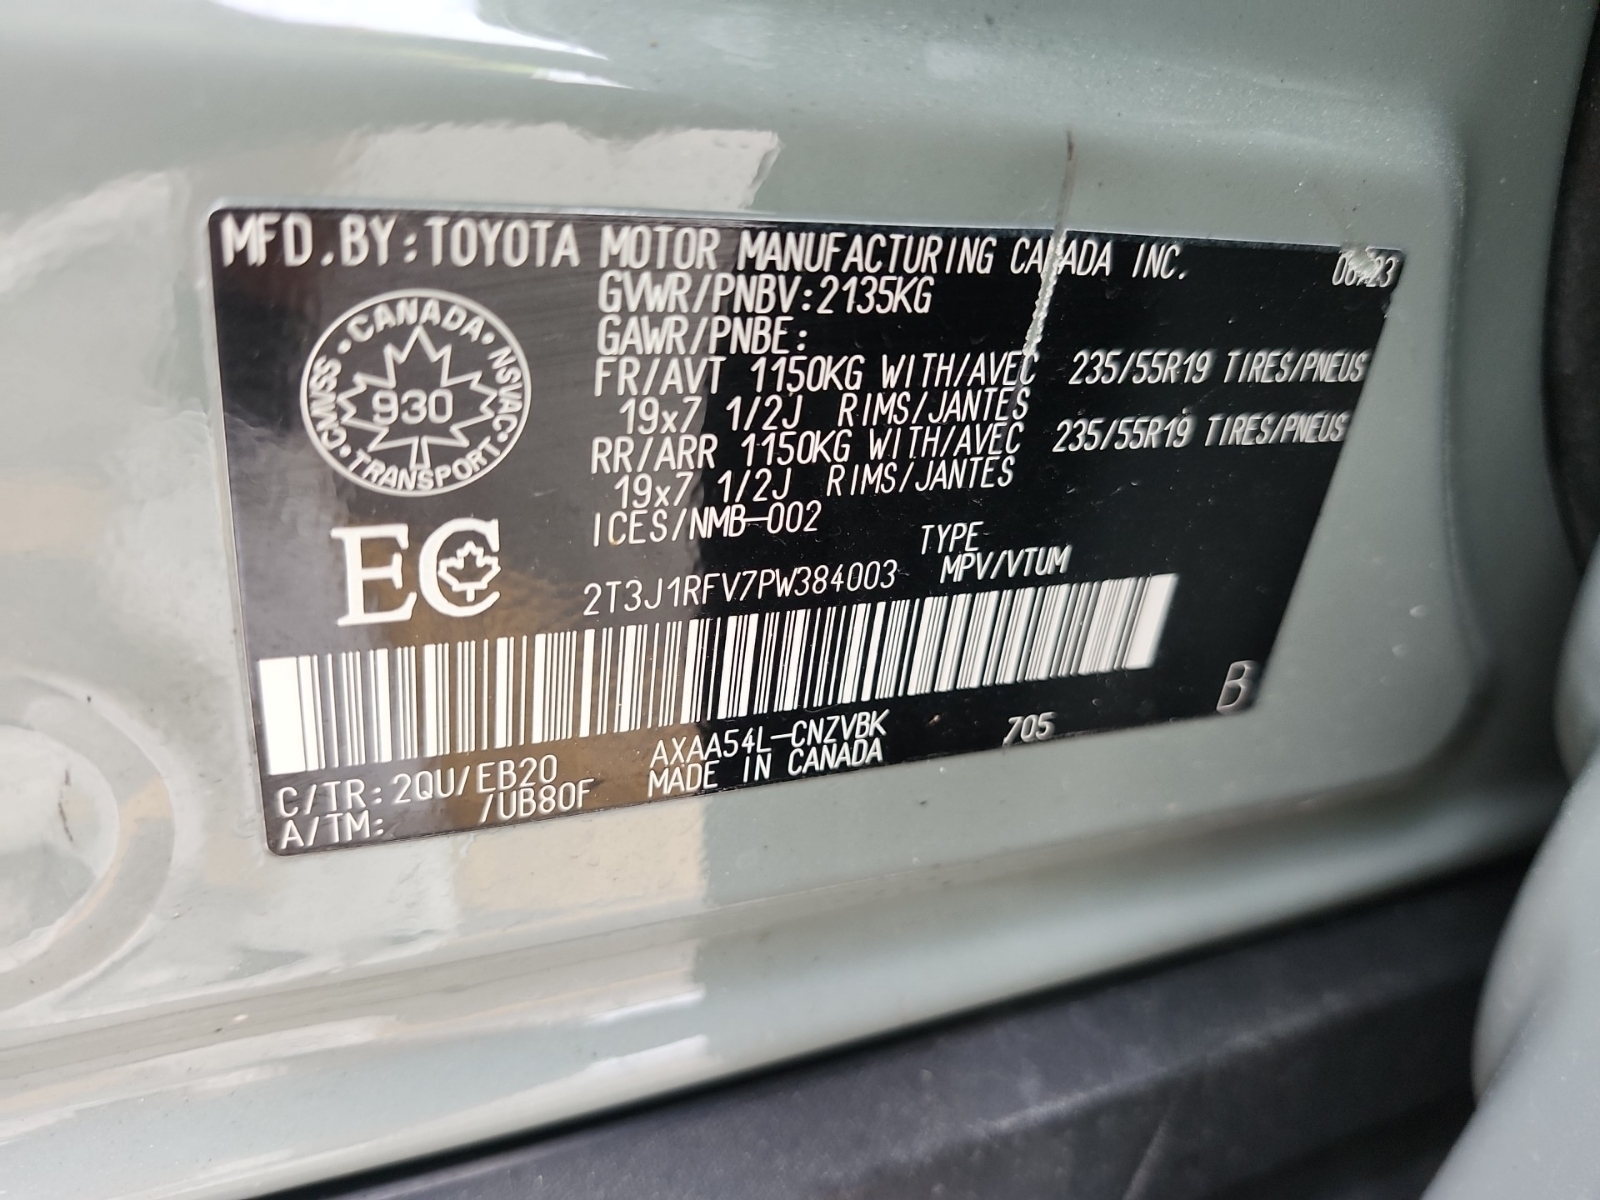 MFD.BY:TOYOTA MOTOR MANUFACTURING CANADA INC.
GVWR/PNBV:2135KG
GAWR/PNBE:
FR/AVT 1150KG WITH/AVEC 235/55R19 TIRES/PNEUS
19x7 1/2J RIMS/JANTES
RR/ARR 1150KG WITH/AVEC 235/55R19 TIRES/PNEUS
19x7 1/2J RIMS/JANTES
ICES/NMB-002
CANADA · NSVAC · TRANSPORT · CMVSS
930
EC
TYPE
2T3J1RFV7PW384003 MPV/VTUM
B
AXAA54L-CNZVBK 705
MADE IN CANADA
C/TR:2QU/EB20
A/TM: /UB80F